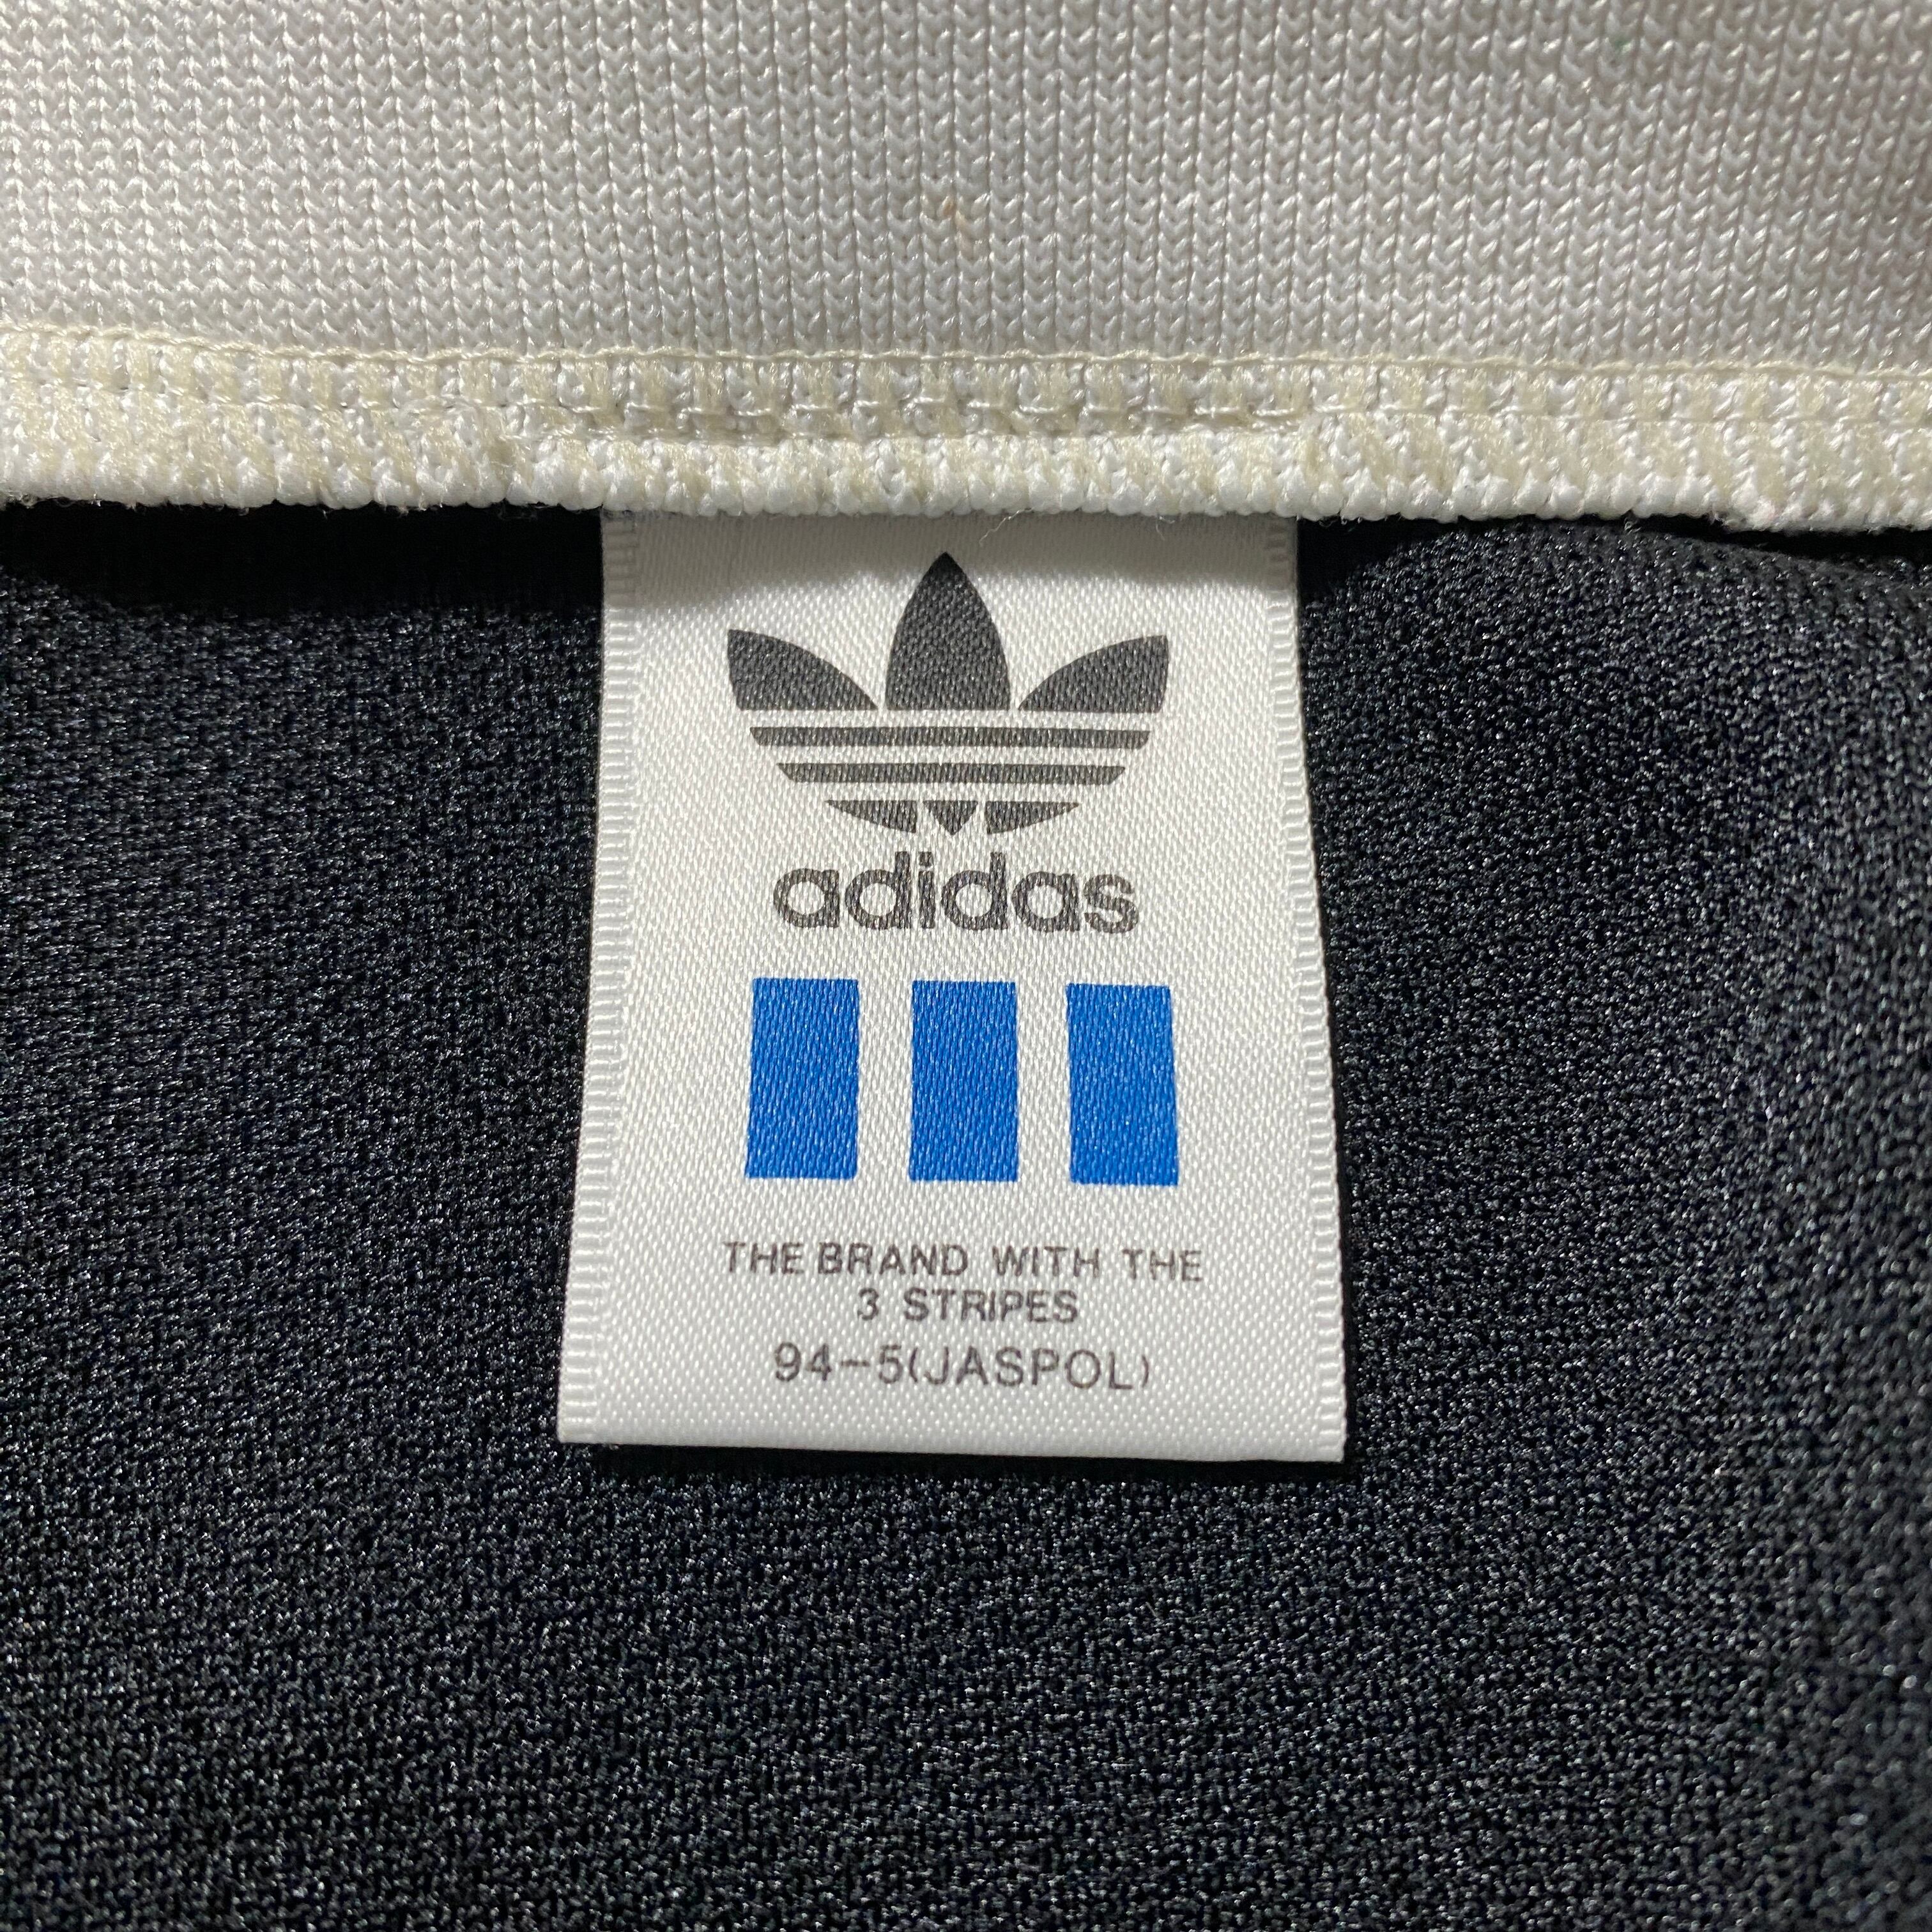 adidas
THE BRAND WITH THE
3 STRIPES
94-5(JASPOL)